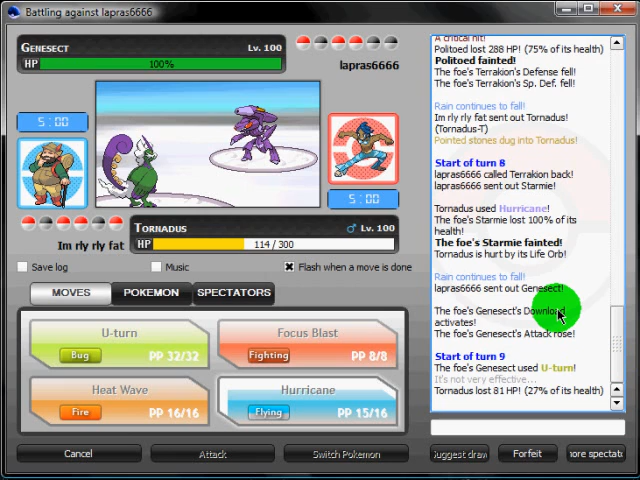 Battling against lapras6666
GENESECT Lv. 100
HP 100%
lapras6666
5:00
5:00
TORNADUS ♂ Lv. 100
HP 114 / 300
Im rly rly fat
Save log
Music
Flash when a move is done
MOVES
POKEMON
SPECTATORS
U-turn
Bug PP 32/32
Focus Blast
Fighting PP 8/8
Heat Wave
Fire PP 16/16
Hurricane
Flying PP 15/16
Cancel
Attack
Switch Pokemon
A critical hit!
Politoed lost 288 HP! (75% of its health)
Politoed fainted!
The foe's Terrakion's Defense fell!
The foe's Terrakion's Sp. Def. fell!
Rain continues to fall!
Im rly rly fat sent out Tornadus!
(Tornadus-T)
Pointed stones dug into Tornadus!
Start of turn 8
lapras6666 called Terrakion back!
lapras6666 sent out Starmie!
Tornadus used Hurricane!
The foe's Starmie lost 100% of its
health!
The foe's Starmie fainted!
Tornadus is hurt by its Life Orb!
Rain continues to fall!
lapras6666 sent out Genesect!
The foe's Genesect's Download
activates!
The foe's Genesect's Attack rose!
Start of turn 9
The foe's Genesect used U-turn!
It's not very effective...
Tornadus lost 81 HP! (27% of its health)
Suggest draw
Forfeit
ore spectato